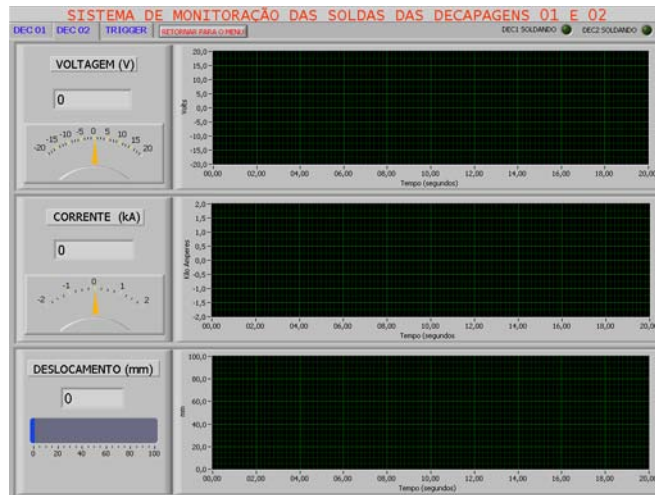 SISTEMA DE MONITORAÇÃO DAS SOLDAS DAS DECAPAGENS 01 E 02
DEC 01 DEC 02 TRIGGER RETORNAR PARA O MENU DEC1 SOLDANDO DEC2 SOLDANDO
VOLTAGEM (V)
0
-20 -15 -10 -5 0 5 10 15 20
Volts
20,0
15,0
10,0
5,0
0,0
-5,0
-10,0
-15,0
-20,0
00,00 02,00 04,00 06,00 08,00 10,00 12,00 14,00 16,00 18,00 20,00
Tempo (segundos)
CORRENTE (kA)
0
-2 -1 0 1 2
Kilo Amperes
2,0
1,5
1,0
0,5
0,0
-0,5
-1,0
-1,5
-2,0
00,00 02,00 04,00 06,00 08,00 10,00 12,00 14,00 16,00 18,00 20,00
Tempo (segundos
DESLOCAMENTO (mm)
0
0 20 40 60 80 100
mm
100,0
80,0
60,0
40,0
20,0
0,0
00,00 02,00 04,00 06,00 08,00 10,00 12,00 14,00 16,00 18,00 20,00
Tempo (segundos)